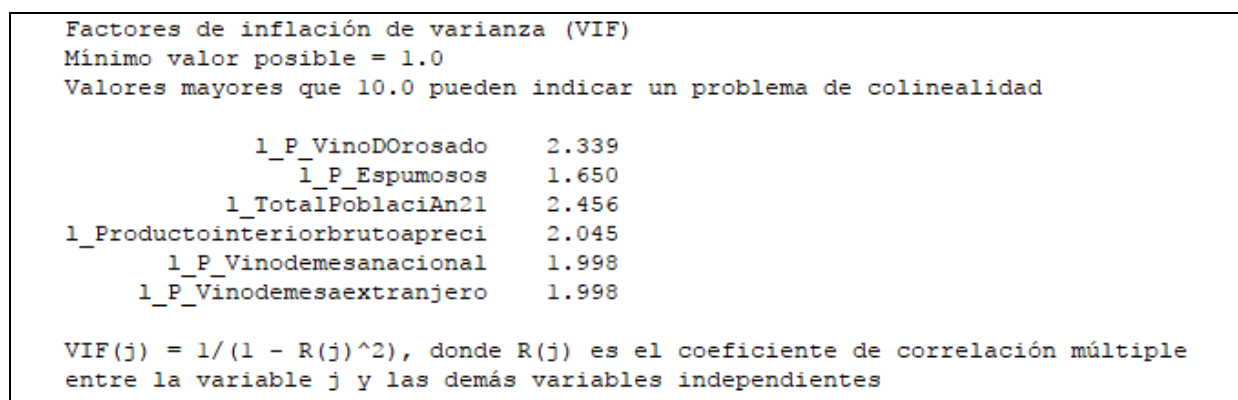 Factores de inflación de varianza (VIF)
Mínimo valor posible = 1.0
Valores mayores que 10.0 pueden indicar un problema de colinealidad
l_P_VinoDOrosado 2.339
l_P_Espumosos 1.650
l_TotalPoblaciAn21 2.456
l_Productointeriorbrutoapreci 2.045
l_P_Vinodemesanacional 1.998
l_P_Vinodemesaextranjero 1.998
VIF(j) = 1/(1 - R(j)^2), donde R(j) es el coeficiente de correlación múltiple
entre la variable j y las demás variables independientes